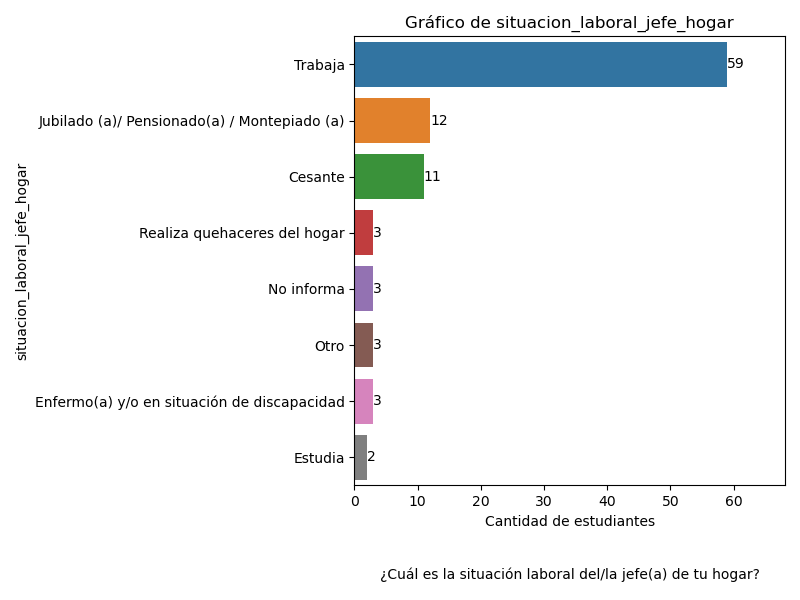 Gráfico de situacion_laboral_jefe_hogar
situacion_laboral_jefe_hogar
Trabaja
59
Jubilado (a)/ Pensionado(a) / Montepiado (a)
12
Cesante
11
Realiza quehaceres del hogar
3
No informa
3
Otro
3
Enfermo(a) y/o en situación de discapacidad
3
Estudia
2
0 10 20 30 40 50 60
Cantidad de estudiantes
¿Cuál es la situación laboral del/la jefe(a) de tu hogar?